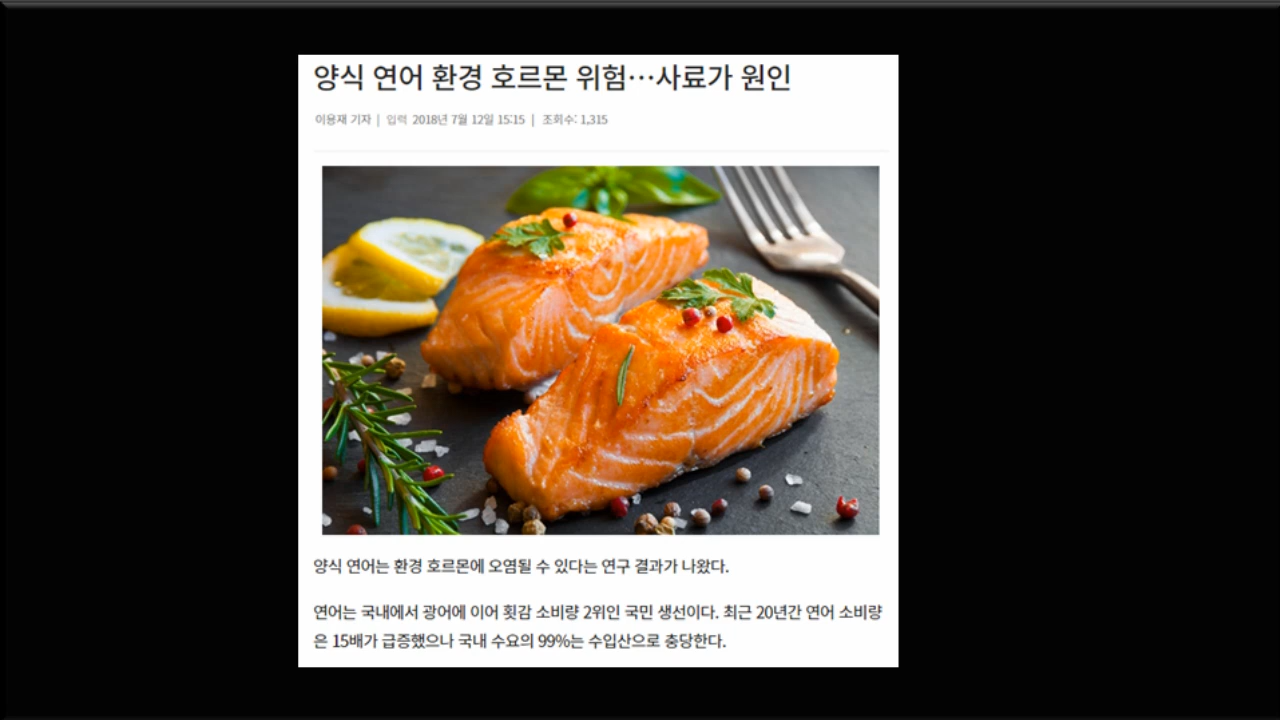 양식 연어 환경 호르몬 위험…사료가 원인
이용재 기자 | 입력 2018년 7월 12일 15:15 | 조회수: 1,315
양식 연어는 환경 호르몬에 오염될 수 있다는 연구 결과가 나왔다.
연어는 국내에서 광어에 이어 횟감 소비량 2위인 국민 생선이다. 최근 20년간 연어 소비량
은 15배가 급증했으나 국내 수요의 99%는 수입산으로 충당한다.